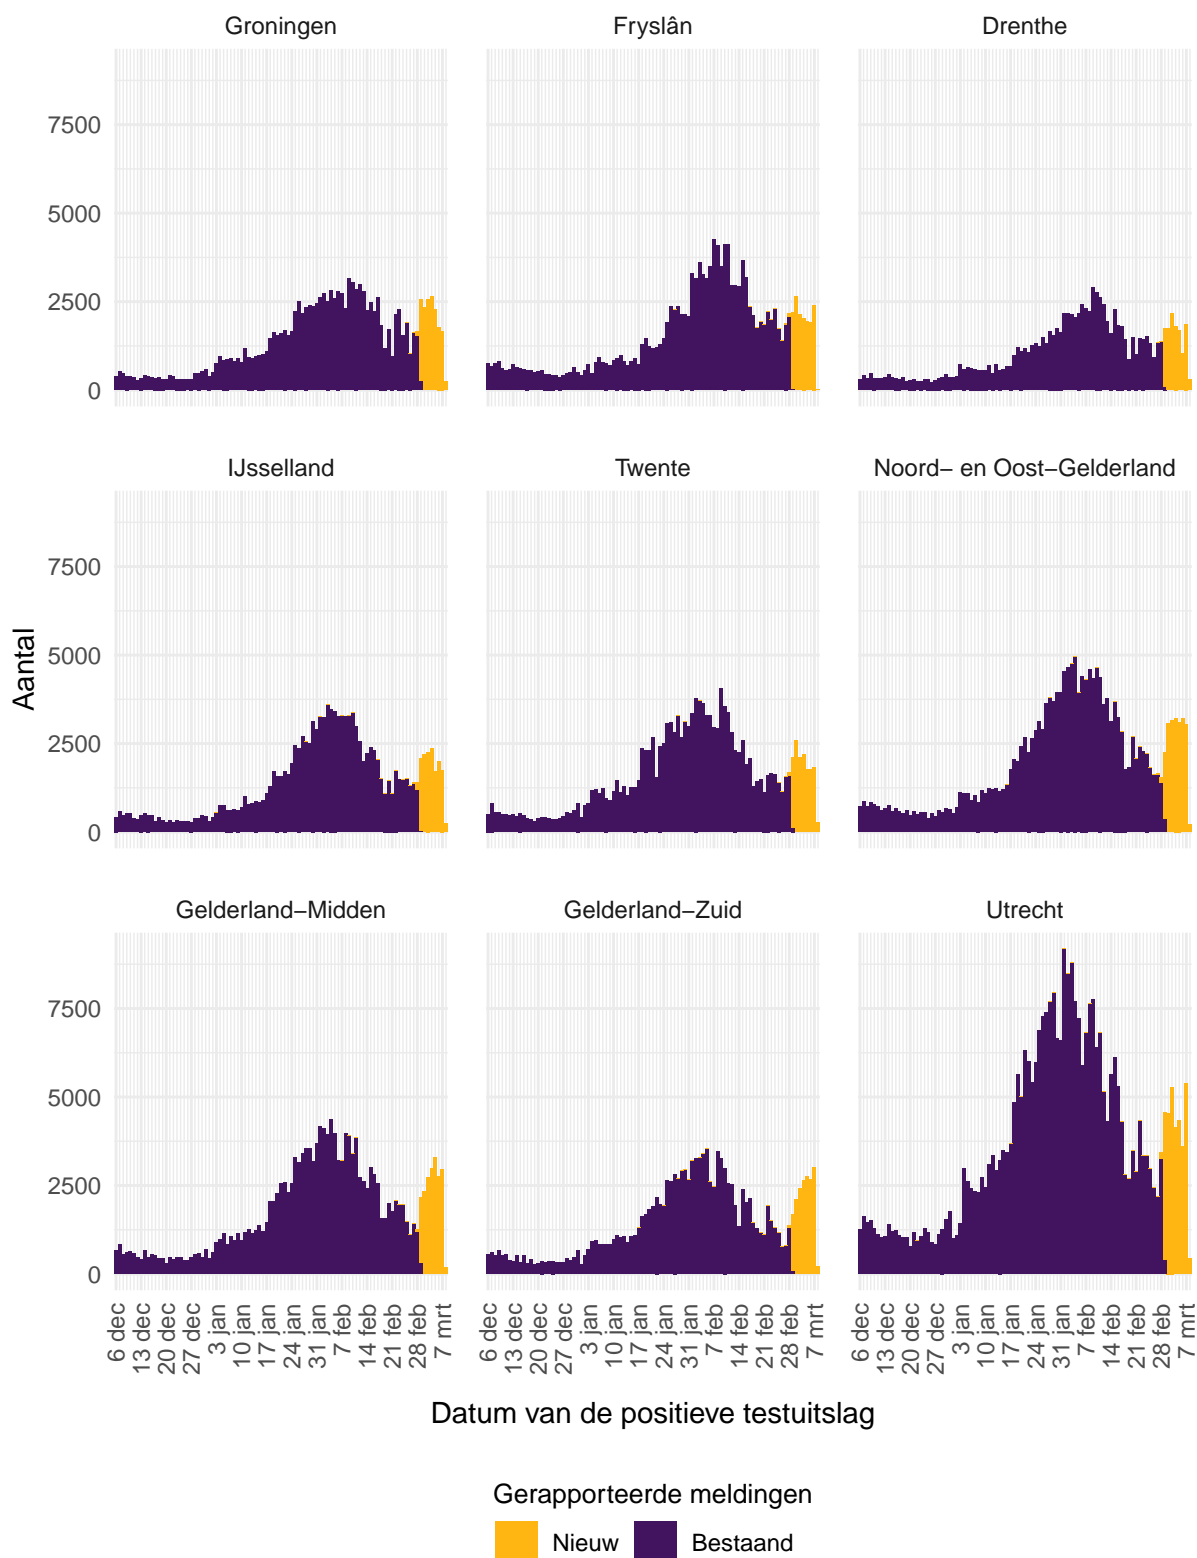 Groningen Fryslân Drenthe
7500
5000
2500
0
IJsselland Twente Noord− en Oost−Gelderland
7500
5000
2500
0
Aantal
Gelderland−Midden Gelderland−Zuid Utrecht
7500
5000
2500
0
6 dec 13 dec 20 dec 27 dec 3 jan 10 jan 17 jan 24 jan 31 jan 7 feb 14 feb 21 feb 28 feb 7 mrt
6 dec 13 dec 20 dec 27 dec 3 jan 10 jan 17 jan 24 jan 31 jan 7 feb 14 feb 21 feb 28 feb 7 mrt
6 dec 13 dec 20 dec 27 dec 3 jan 10 jan 17 jan 24 jan 31 jan 7 feb 14 feb 21 feb 28 feb 7 mrt
Datum van de positieve testuitslag
Gerapporteerde meldingen
Nieuw Bestaand